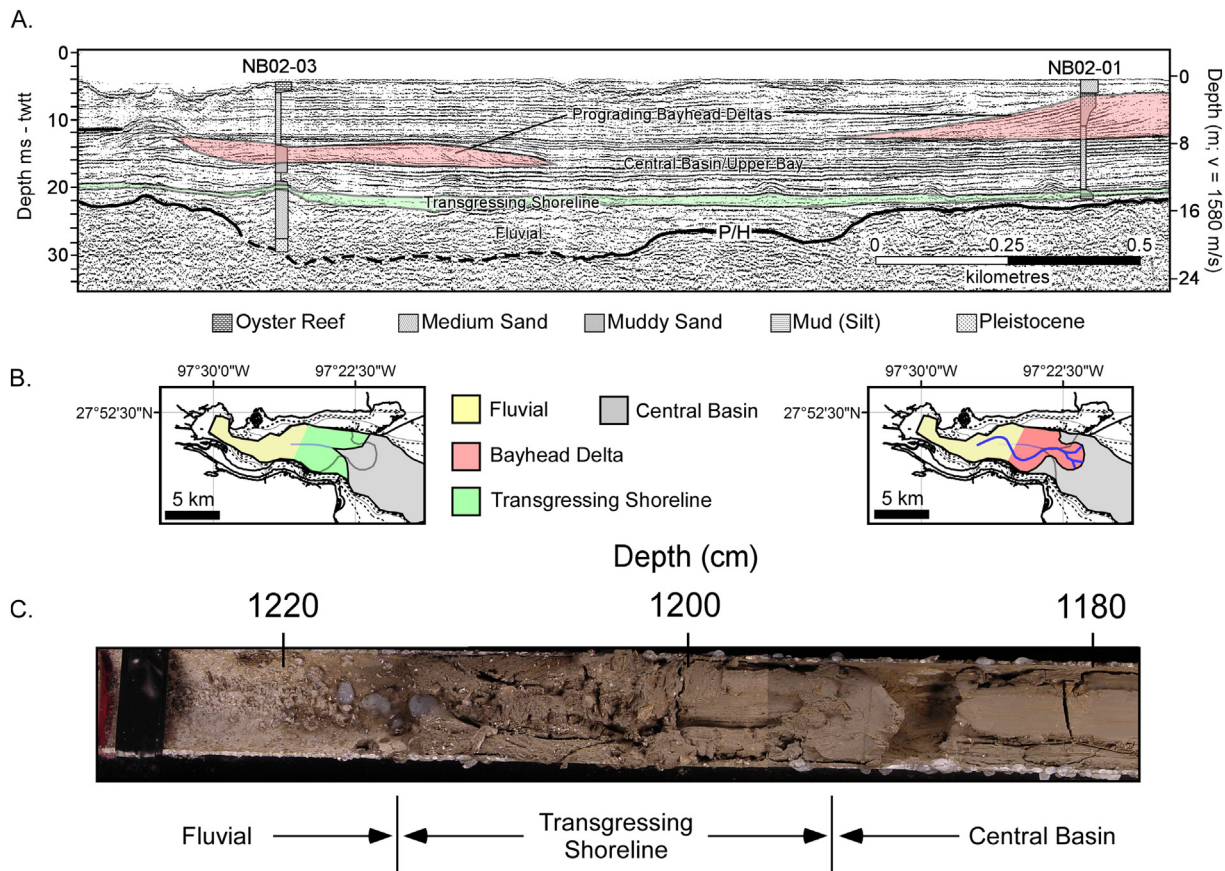 A.
0
10
20
30
Depth ms - twtt
NB02-03
NB02-01
Prograding Bayhead-Deltas
Central Basin/Upper Bay
Transgressing Shoreline
Fluvial
P/H
0 0.25 0.5
kilometres
0
8
16
24
Depth (m; v = 1580 m/s)
Oyster Reef Medium Sand Muddy Sand Mud (Silt) Pleistocene
B.
97°30'0"W 97°22'30"W
27°52'30"N
5 km
Fluvial Central Basin
Bayhead Delta
Transgressing Shoreline
97°30'0"W 97°22'30"W
27°52'30"N
5 km
Depth (cm)
C.
1220 1200 1180
Fluvial
Transgressing
Shoreline
Central Basin